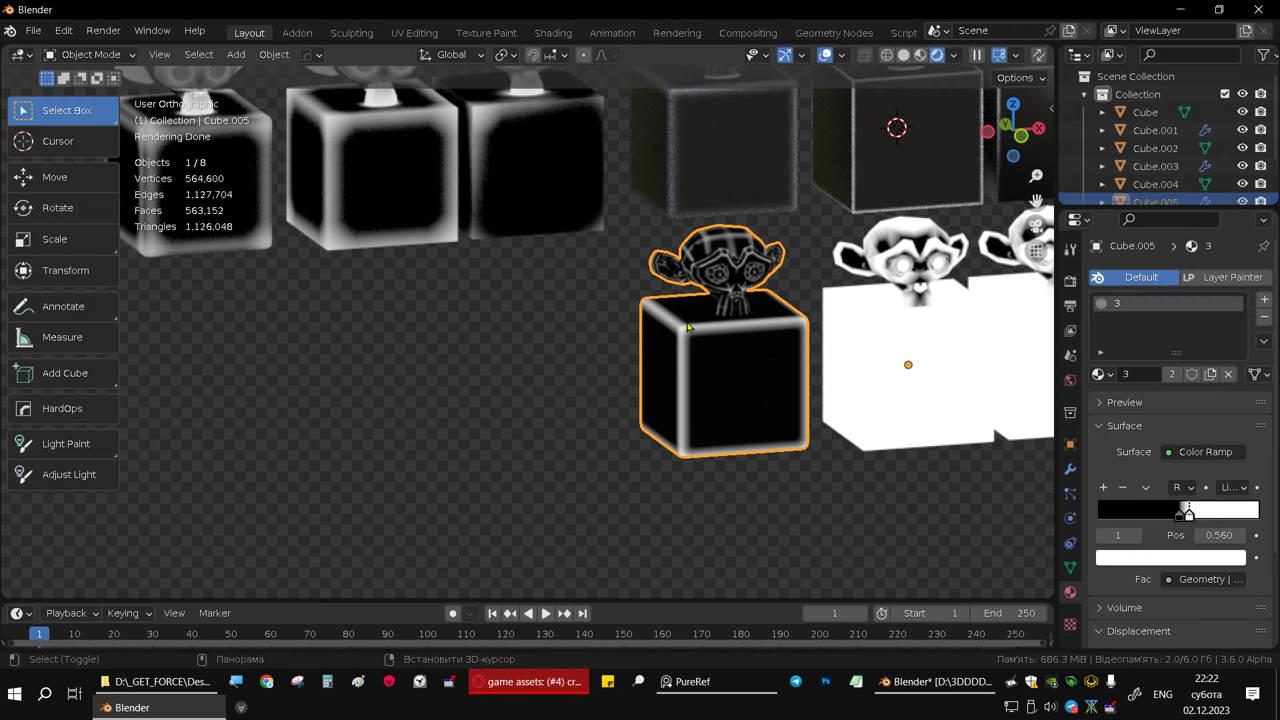 Blender
File Edit Render Window Help Layout Addon Sculpting UV Editing Texture Paint Animation Rendering Compositing Geometry Nodes Script Scene ViewLayer
Object Mode View Select Add Object Global
Options
Select Box
Cursor
Move
Rotate
Scale
Transform
Annotate
Measure
Add Cube
HardOps
Light Paint
Adjust Light
User Orthographic
(1) Collection | Cube.005
Rendering Done
Objects 1 / 8
Vertices 564,600
Edges 1,127,704
Faces 563,152
Triangles 1,126,048
Z
X
Y
Scene Collection
Collection
Cube
Cube.001
Cube.002
Cube.003
Cube.004
Cube.005
Cube.005 3
Default LP Layer Painter
3
3 2
Preview
Surface
Surface Color Ramp
R Li...
1 Pos 0.560
Fac Geometry | ...
Volume
Displacement
Playback Keying View Marker 1 Start 1 End 250
1 10 20 30 40 50 60 70 80 90 100 110 120 130 140 150 160 170 180 190 200 210 220 230 240 250
Select (Toggle) Панорама Встановити 3D-курсор Пам'ять: 686.3 MiB | Відеопам'ять: 2.0/6.0 Гб | 3.6.0 Alpha
D:\_GET_FORCE\Des... game assets: (#4) cr... PureRef Blender* [D:\3DDDD...
Blender
ENG
22:22
субота
02.12.2023